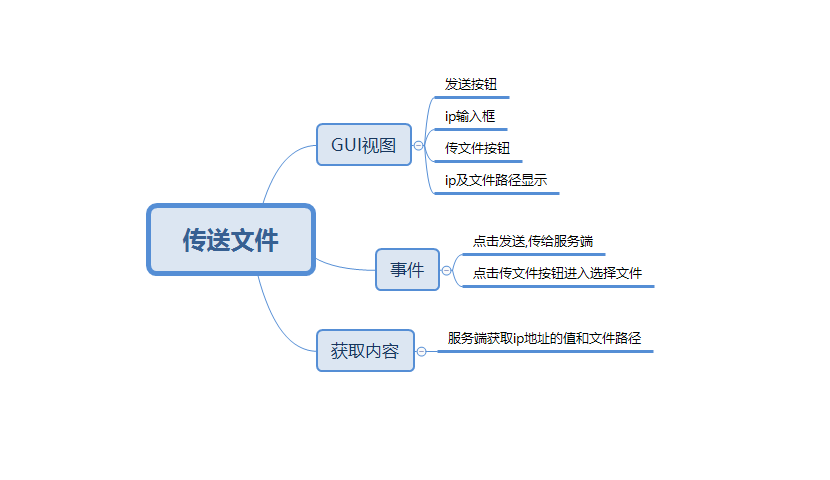 传送文件
GUI视图
发送按钮
ip输入框
传文件按钮
ip及文件路径显示
事件
点击发送,传给服务端
点击传文件按钮进入选择文件
获取内容
服务端获取ip地址的值和文件路径